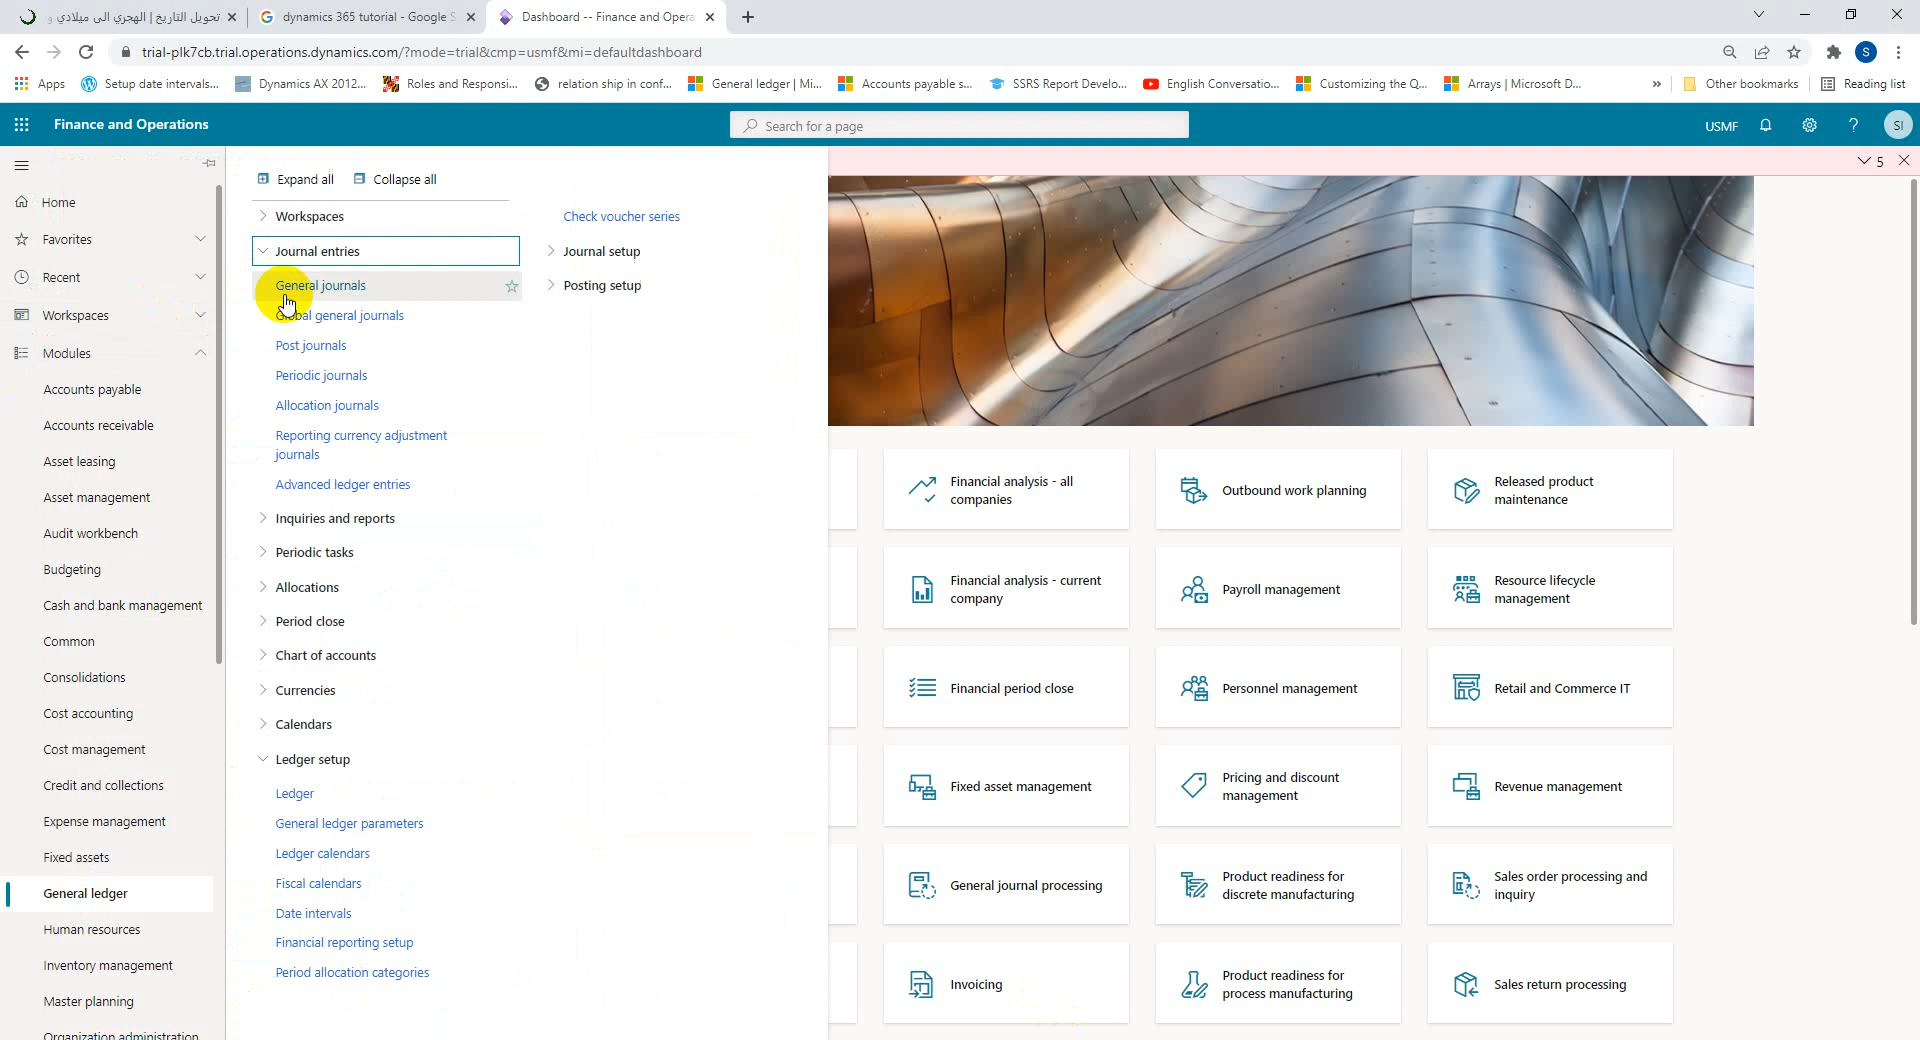 تحويل التاريخ | الهجري الى ميلادي و
dynamics 365 tutorial - Google S
Dashboard -- Finance and Opera
trial-plk7cb.trial.operations.dynamics.com/?mode=trial&cmp=usmf&mi=defaultdashboard
S
Apps
Setup date intervals...
Dynamics AX 2012...
Roles and Responsi...
relation ship in conf...
General ledger | Mi...
Accounts payable s...
SSRS Report Develo...
English Conversatio...
Customizing the Q...
Arrays | Microsoft D...
»
Other bookmarks
Reading list
Finance and Operations
Search for a page
USMF
?
SI
5
Home
Favorites
Recent
Workspaces
Modules
Accounts payable
Accounts receivable
Asset leasing
Asset management
Audit workbench
Budgeting
Cash and bank management
Common
Consolidations
Cost accounting
Cost management
Credit and collections
Expense management
Fixed assets
General ledger
Human resources
Inventory management
Master planning
Organization administration
Expand all
Collapse all
Workspaces
Journal entries
General journals
Global general journals
Post journals
Periodic journals
Allocation journals
Reporting currency adjustment
journals
Advanced ledger entries
Inquiries and reports
Periodic tasks
Allocations
Period close
Chart of accounts
Currencies
Calendars
Ledger setup
Ledger
General ledger parameters
Ledger calendars
Fiscal calendars
Date intervals
Financial reporting setup
Period allocation categories
Check voucher series
Journal setup
Posting setup
Financial analysis - all
companies
Outbound work planning
Released product
maintenance
Financial analysis - current
company
Payroll management
Resource lifecycle
management
Financial period close
Personnel management
Retail and Commerce IT
Fixed asset management
Pricing and discount
management
Revenue management
General journal processing
Product readiness for
discrete manufacturing
Sales order processing and
inquiry
Invoicing
Product readiness for
process manufacturing
Sales return processing